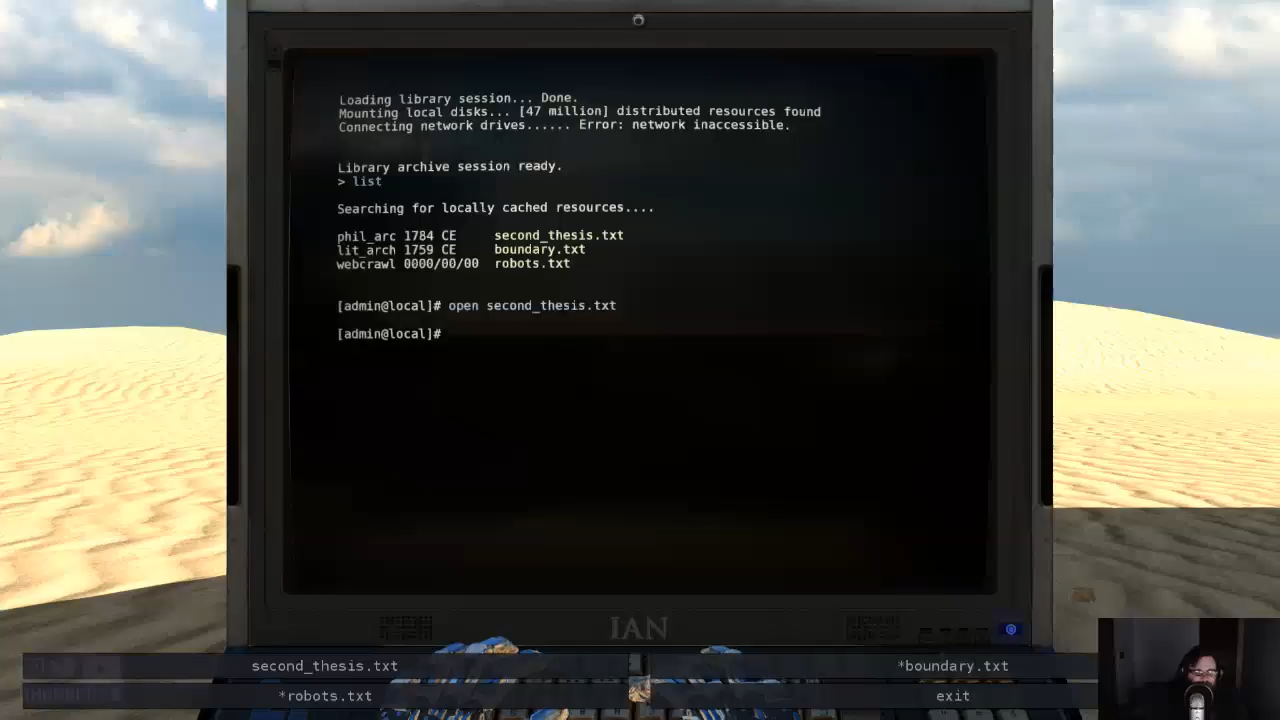 Loading library session... Done.
Mounting local disks... [47 million] distributed resources found
Connecting network drives...... Error: network inaccessible.
Library archive session ready.
> list
Searching for locally cached resources....
phil_arc 1784 CE second_thesis.txt
lit_arch 1759 CE boundary.txt
webcrawl 0000/00/00 robots.txt
[admin@local]# open second_thesis.txt
[admin@local]#
IAN
second_thesis.txt *boundary.txt
*robots.txt exit